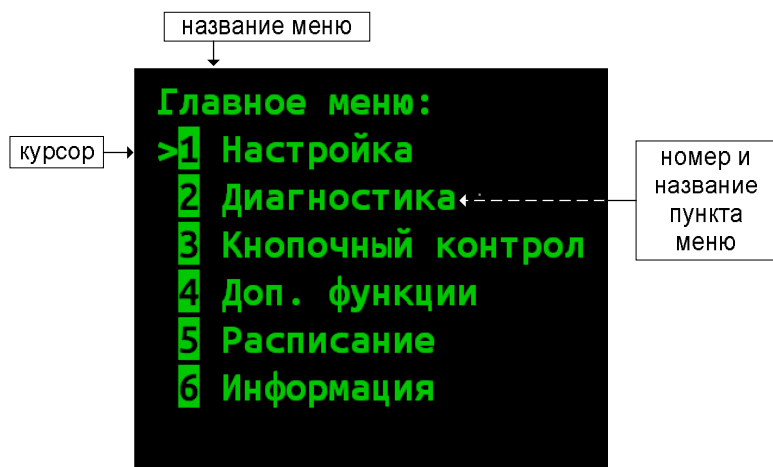 название меню
Главное меню:
курсор
>1 Настройка
2 Диагностика
3 Кнопочный контрол
4 Доп. функции
5 Расписание
6 Информация
номер и
название
пункта
меню